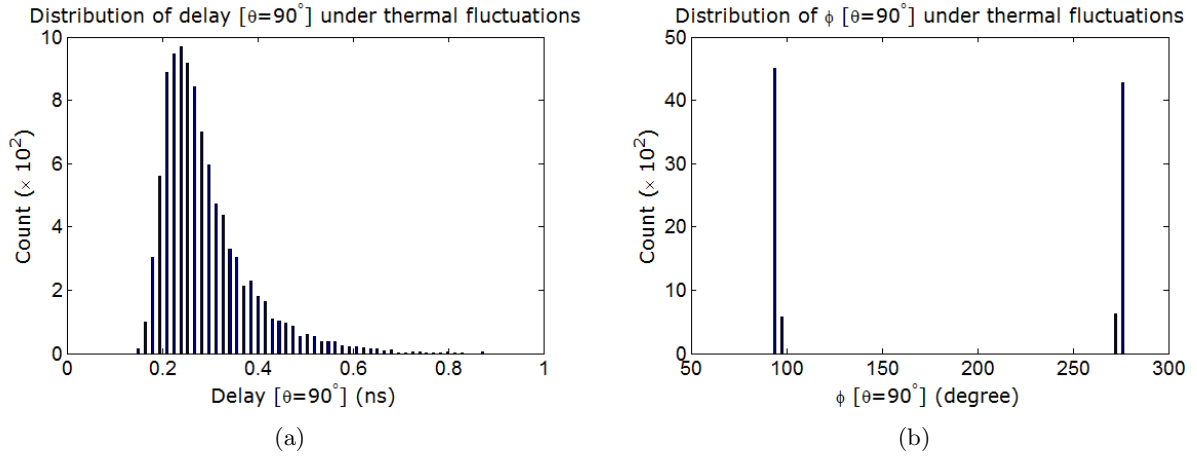 Distribution of delay [θ=90°] under thermal fluctuations
Count (× 10²)
10
8
6
4
2
0
0 0.2 0.4 0.6 0.8 1
Delay [θ=90°] (ns)
(a)
Distribution of ϕ [θ=90°] under thermal fluctuations
Count (× 10²)
50
40
30
20
10
0
50 100 150 200 250 300
ϕ [θ=90°] (degree)
(b)